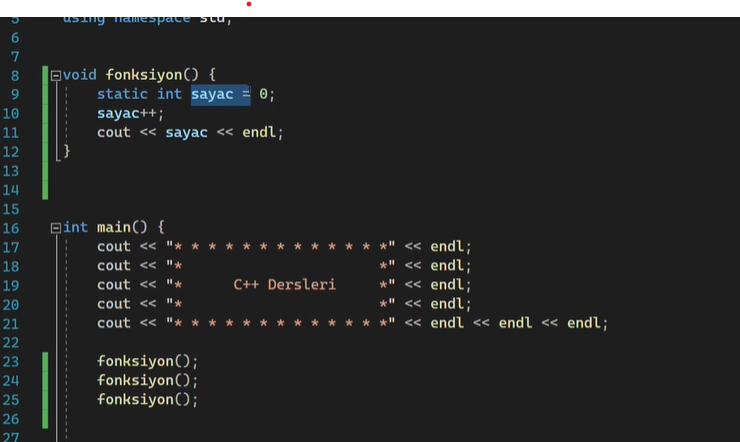 5 using namespace std;
6
7
8 void fonksiyon() {
9 static int sayac = 0;
10 sayac++;
11 cout << sayac << endl;
12 }
13
14
15
16 int main() {
17 cout << "* * * * * * * * * * * * *" << endl;
18 cout << "*                       *" << endl;
19 cout << "*      C++ Dersleri     *" << endl;
20 cout << "*                       *" << endl;
21 cout << "* * * * * * * * * * * * *" << endl << endl << endl;
22
23 fonksiyon();
24 fonksiyon();
25 fonksiyon();
26
27